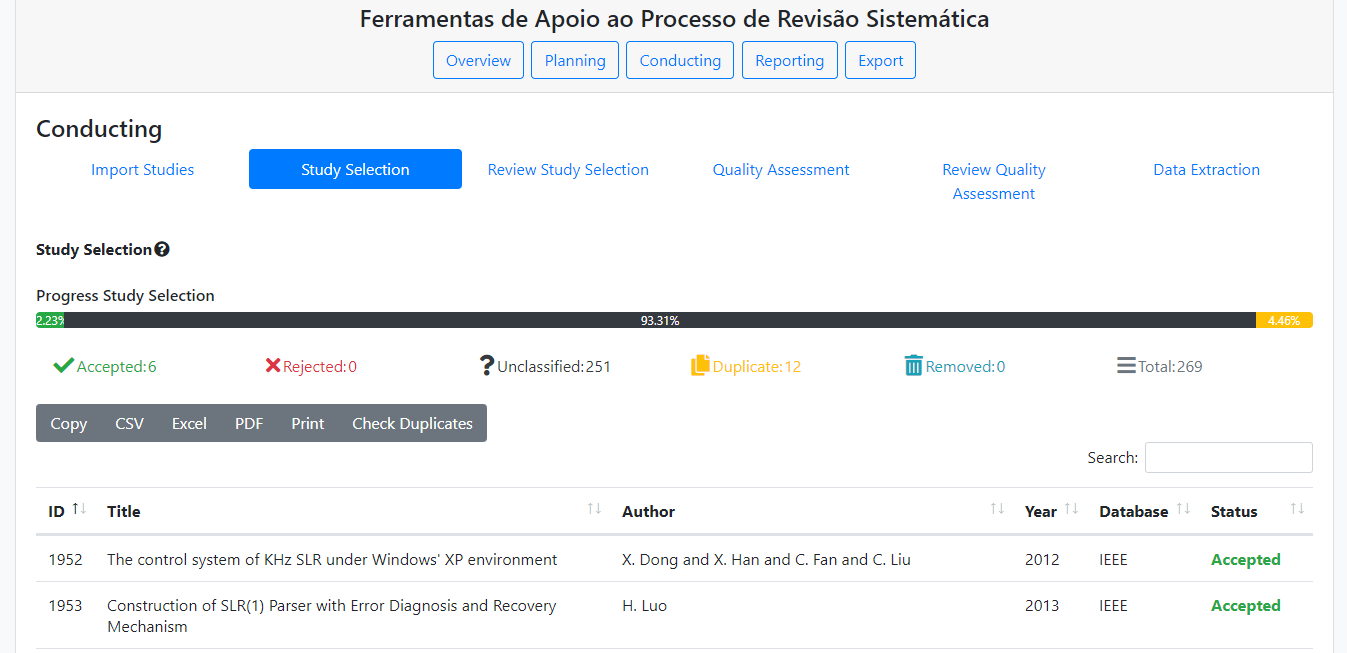 Ferramentas de Apoio ao Processo de Revisão Sistemática
Overview Planning Conducting Reporting Export
Conducting
Import Studies Study Selection Review Study Selection Quality Assessment Review Quality Assessment Data Extraction
Study Selection
Progress Study Selection
2.23% 93.31% 4.46%
Accepted:6 Rejected:0 Unclassified:251 Duplicate:12 Removed:0 Total:269
Copy CSV Excel PDF Print Check Duplicates
Search:
ID Title Author Year Database Status
1952 The control system of KHz SLR under Windows' XP environment X. Dong and X. Han and C. Fan and C. Liu 2012 IEEE Accepted
1953 Construction of SLR(1) Parser with Error Diagnosis and Recovery Mechanism H. Luo 2013 IEEE Accepted